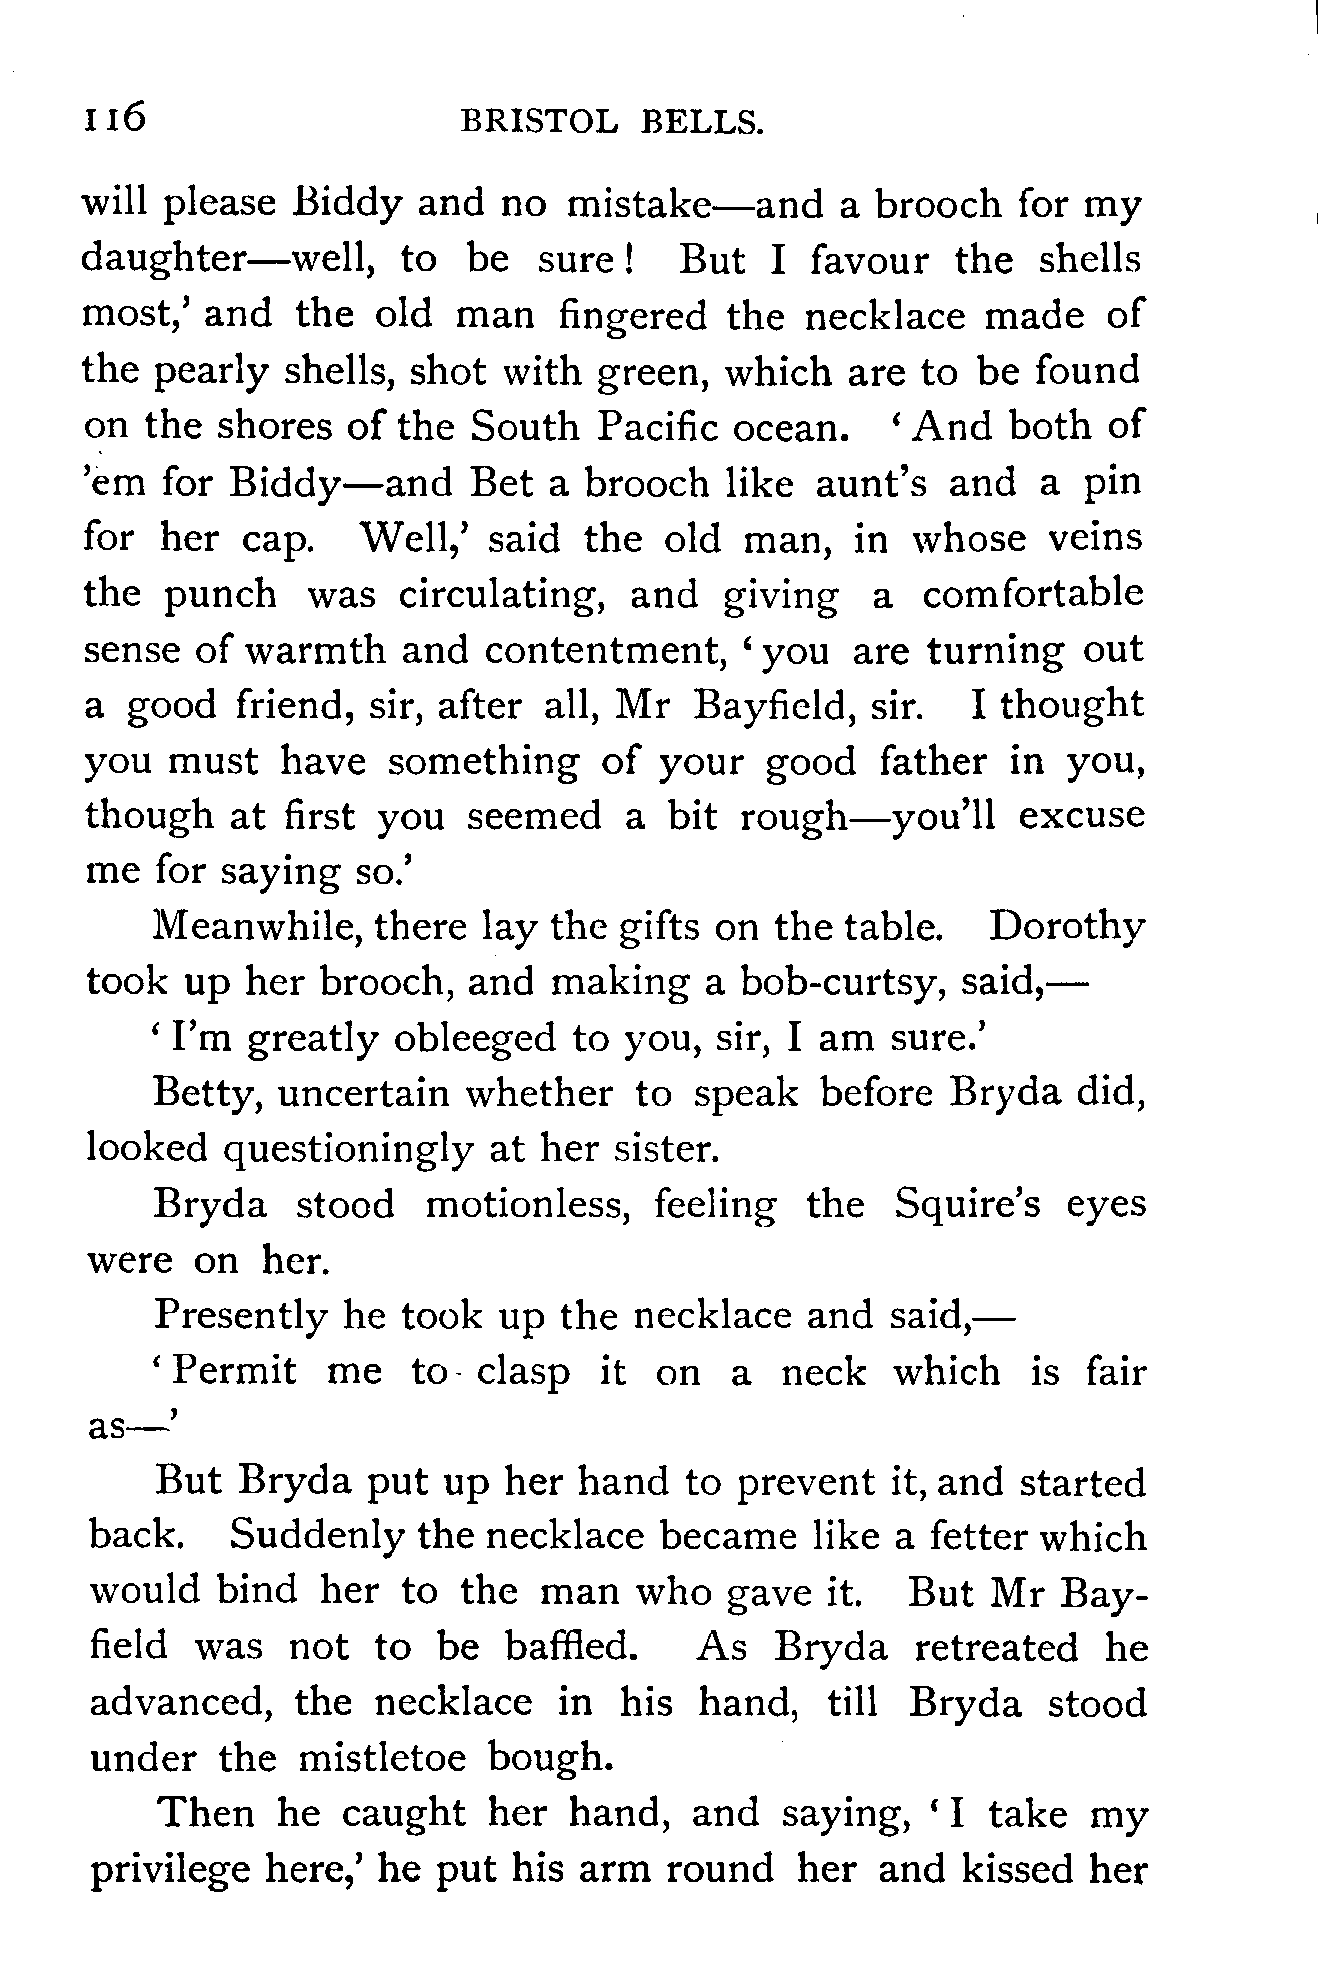 116 BRISTOL BELLS.
will please Biddy and no mistake—and a brooch for my
daughter—well, to be sure! But I favour the shells
most,’ and the old man fingered the necklace made of
the pearly shells, shot with green, which are to be found
on the shores of the South Pacific ocean. ‘And both of
’em for Biddy—and Bet a brooch like aunt’s and a pin
for her cap. Well,’ said the old man, in whose veins
the punch was circulating, and giving a comfortable
sense of warmth and contentment, ‘you are turning out
a good friend, sir, after all, Mr Bayfield, sir. I thought
you must have something of your good father in you,
though at first you seemed a bit rough—you’ll excuse
me for saying so.’
Meanwhile, there lay the gifts on the table. Dorothy
took up her brooch, and making a bob-curtsy, said,—
‘I’m greatly obleeged to you, sir, I am sure.’
Betty, uncertain whether to speak before Bryda did,
looked questioningly at her sister.
Bryda stood motionless, feeling the Squire’s eyes
were on her.
Presently he took up the necklace and said,—
‘Permit me to clasp it on a neck which is fair
as—’
But Bryda put up her hand to prevent it, and started
back. Suddenly the necklace became like a fetter which
would bind her to the man who gave it. But Mr Bay-
field was not to be baffled. As Bryda retreated he
advanced, the necklace in his hand, till Bryda stood
under the mistletoe bough.
Then he caught her hand, and saying, ‘I take my
privilege here,’ he put his arm round her and kissed her